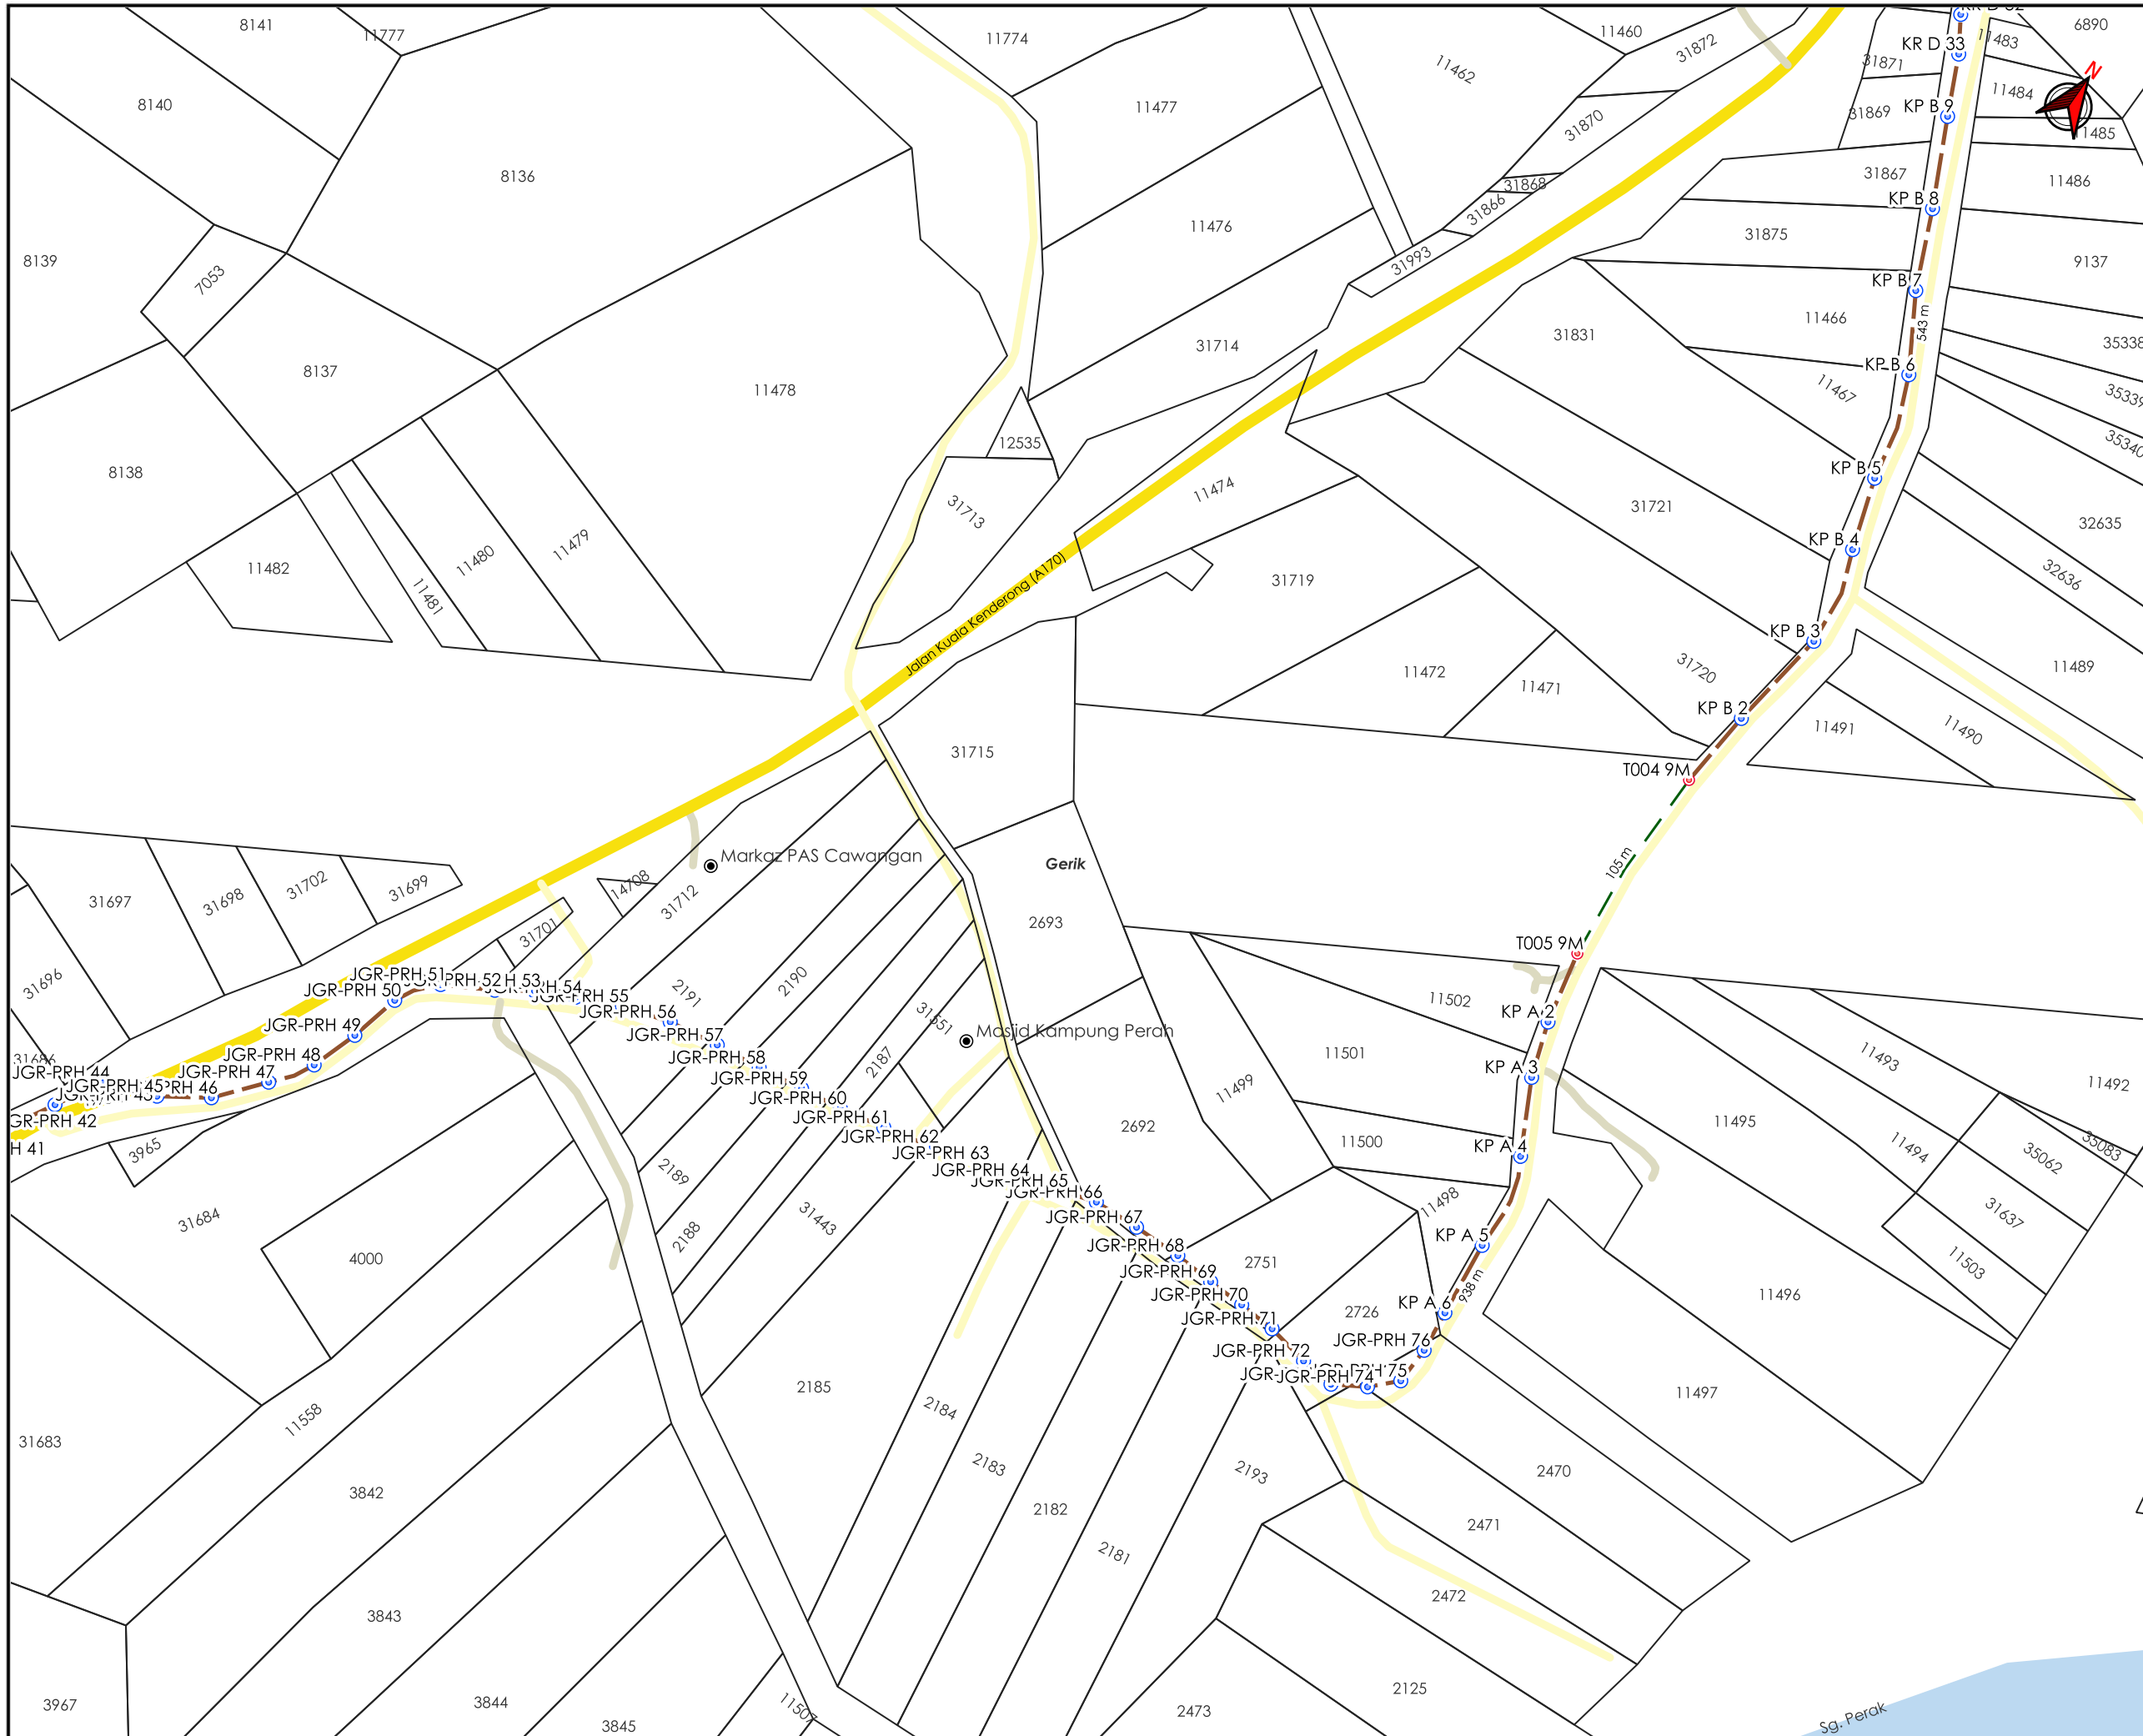 8141
11777
11774
11460
31872
KR D 33
11483
6890
N
8140
11462
31871
11484
11477
31870
31869
KP B 9
11485
8136
31868
31867
11486
31866
KP B 8
11476
31875
8139
7053
31993
9137
KP B 7
11466
543 m
31714
31831
35338
8137
11478
KP B 6
11467
35339
12535
35340
8138
KP B 5
11474
31713
31721
32635
11482
11481
11480
11479
KP B 4
Jalan Kuala Kenderong (A170)
31719
32636
KP B 3
11472
11471
31720
11489
KP B 2
31715
11491
11490
T004 9M
Markaz PAS Cawangan
Gerik
105 m
31697
31698
31702
31699
14708
31712
2693
31701
T005 9M
31696
JGR-PRH 51
JGR-PRH 50
2191
2190
11502
KP A 2
JGR-PRH 56
31551
Masjid Kampung Perah
JGR-PRH 49
JGR-PRH 57
31686
JGR-PRH 48
JGR-PRH 58
2187
11501
11493
JGR-PRH 44
JGR-PRH 47
JGR-PRH 59
KP A 3
11499
11492
JGR-PRH 60
GR-PRH 42
JGR-PRH 61
11495
2692
H 41
3965
JGR-PRH 62
11500
KP A 4
11494
35083
JGR-PRH 63
35062
2189
JGR-PRH 64
JGR-PRH 65
JGR-PRH 66
11498
31684
31443
JGR-PRH 67
31637
4000
2188
JGR-PRH 68
KP A 5
2751
JGR-PRH 69
11503
JGR-PRH 70
938 m
11496
JGR-PRH 71
2726
KP A 6
JGR-PRH 72
JGR-PRH 76
JGR-PRH 74
2185
11497
11558
2184
31683
2183
2193
2470
3842
2182
2471
2181
3843
2472
3967
3844
3845
11507
2473
2125
Sg. Perak